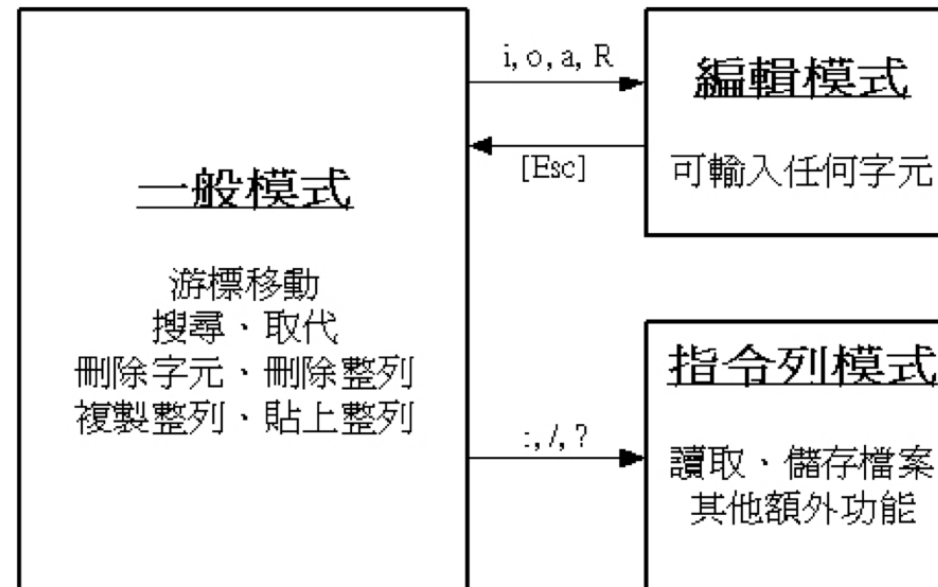 一般模式
游標移動
搜尋、取代
刪除字元、刪除整列
複製整列、貼上整列
i, o, a, R
[Esc]
:, /, ?
編輯模式
可輸入任何字元
指令列模式
讀取、儲存檔案
其他額外功能